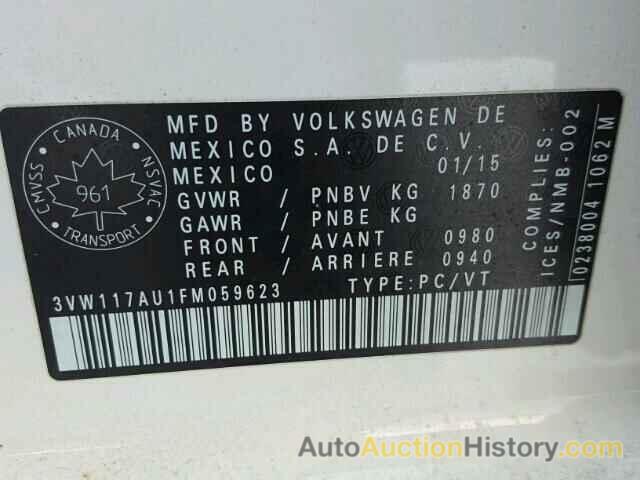 CANADA
CMVSS
NSVAC
961
TRANSPORT
MFD BY VOLKSWAGEN DE
MEXICO S.A. DE C.V.
MEXICO 01/15
GVWR / PNBV KG 1870
GAWR / PNBE KG
FRONT / AVANT 0980
REAR / ARRIERE 0940
3VW117AU1FM059623 TYPE:PC/VT
COMPLIES:
ICES/NMB-002
10238004 1062 M
AutoAuctionHistory.com